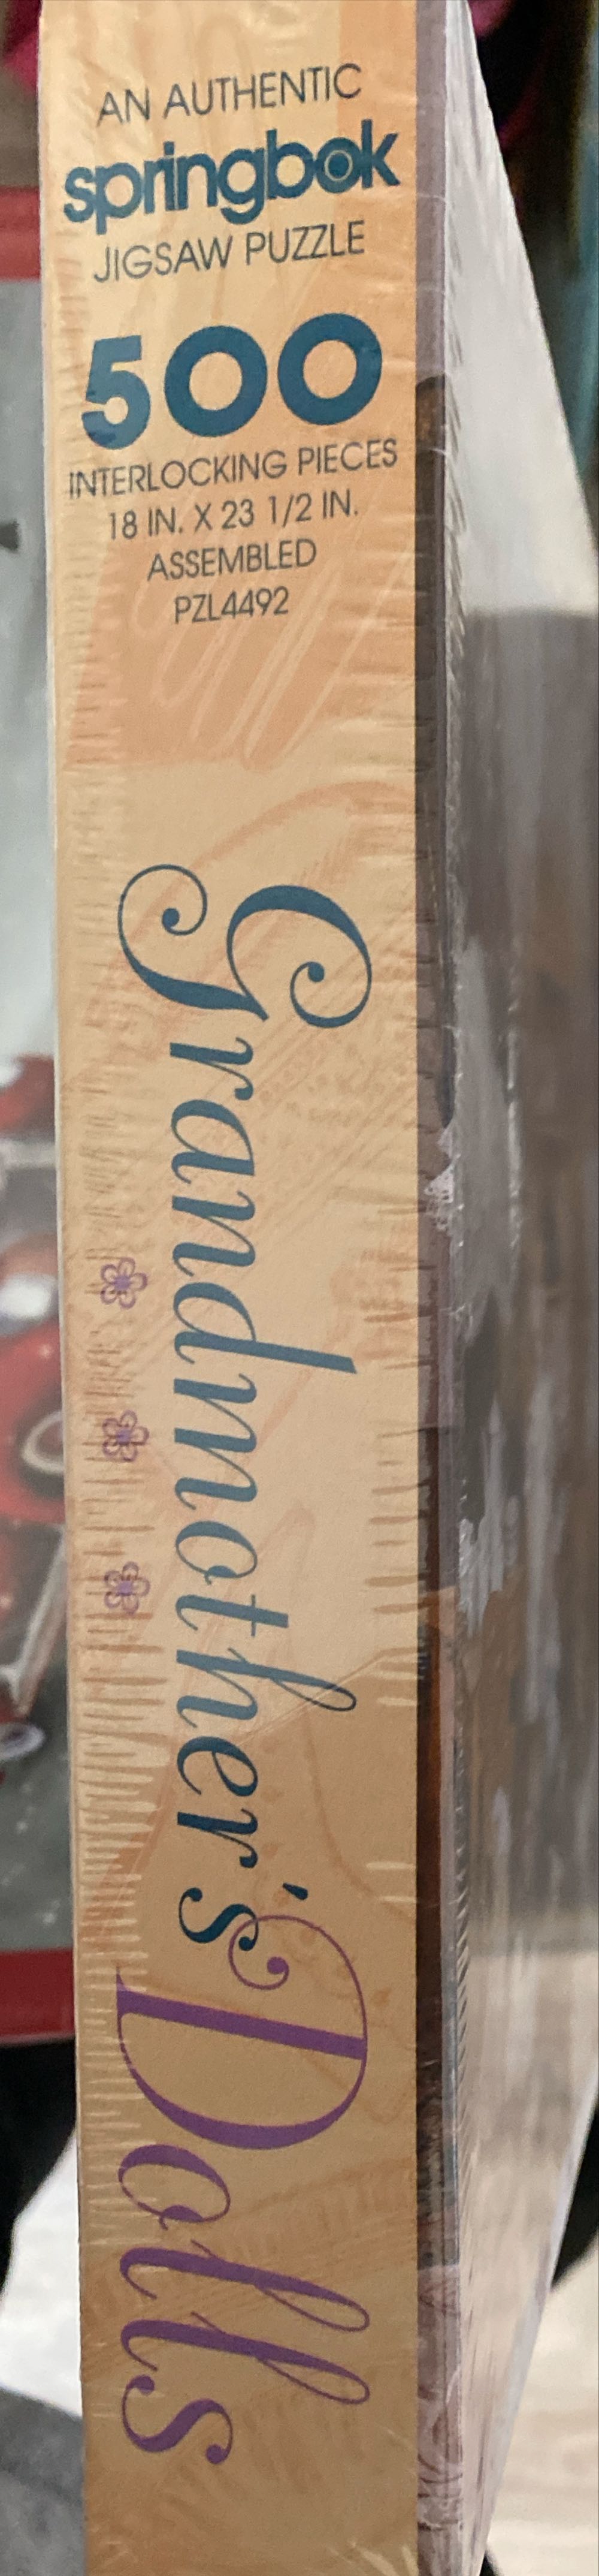 AN AUTHENTIC
springbok
JIGSAW PUZZLE
500
INTERLOCKING PIECES
18 IN. X 23 1/2 IN.
ASSEMBLED
PZL4492
Grandmother's Dolls